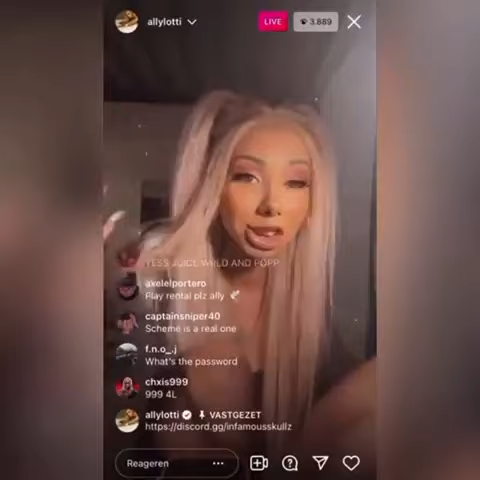 allylotti
LIVE
3.889
YESS JUICE WRLD AND POPP
axelelportero
Play rental plz ally
captainsniper40
Scheme is a real one
f.n.o_.j
What's the password
chxis999
999 4L
allylotti VASTGEZET
https://discord.gg/infamousskullz
Reageren